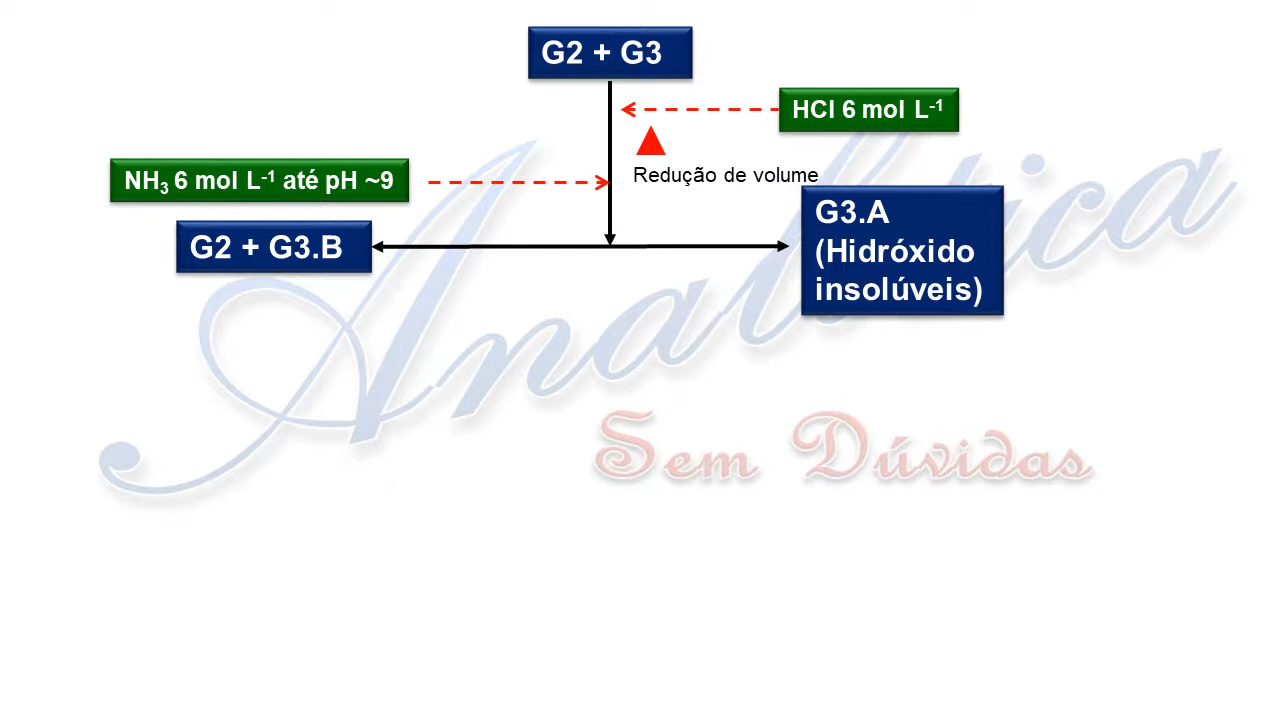 G2 + G3
HCl 6 mol L⁻¹
Redução de volume
NH₃ 6 mol L⁻¹ até pH ~9
G2 + G3.B
G3.A
(Hidróxido
insolúveis)
Analítica
Sem Dúvidas